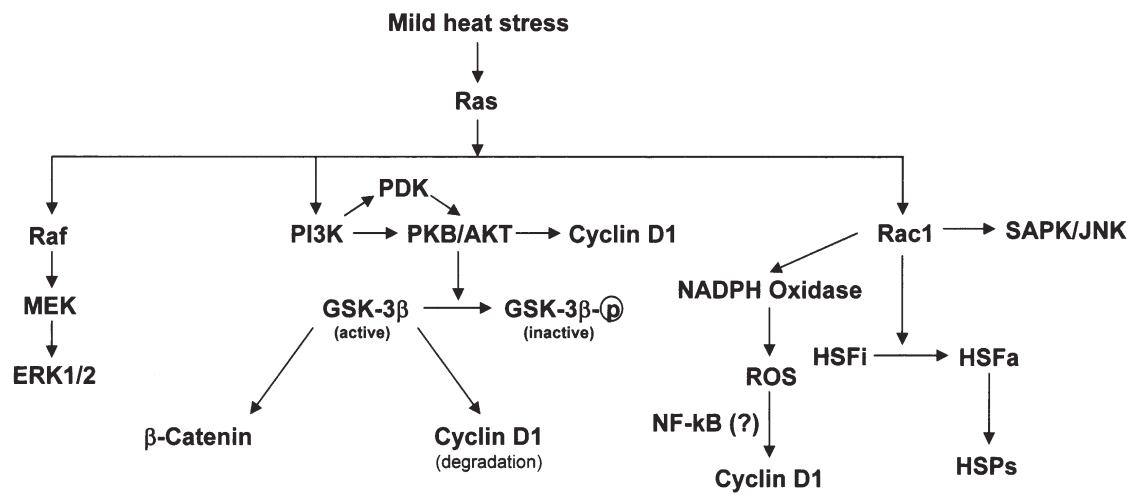 Mild heat stress
Ras
PDK
Raf
PI3K
PKB/AKT
Cyclin D1
Rac1
SAPK/JNK
MEK
GSK-3β
(active)
GSK-3β-p
(inactive)
NADPH Oxidase
ERK1/2
ROS
HSFi
HSFa
β-Catenin
Cyclin D1
(degradation)
NF-kB (?)
Cyclin D1
HSPs